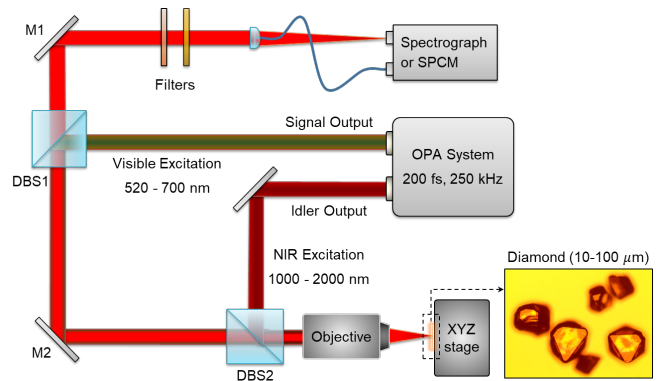 M1
Filters
Spectrograph
or SPCM
Signal Output
DBS1
Visible Excitation
520 - 700 nm
OPA System
200 fs, 250 kHz
Idler Output
NIR Excitation
1000 - 2000 nm
Diamond (10-100 μm)
M2
DBS2
Objective
XYZ
stage